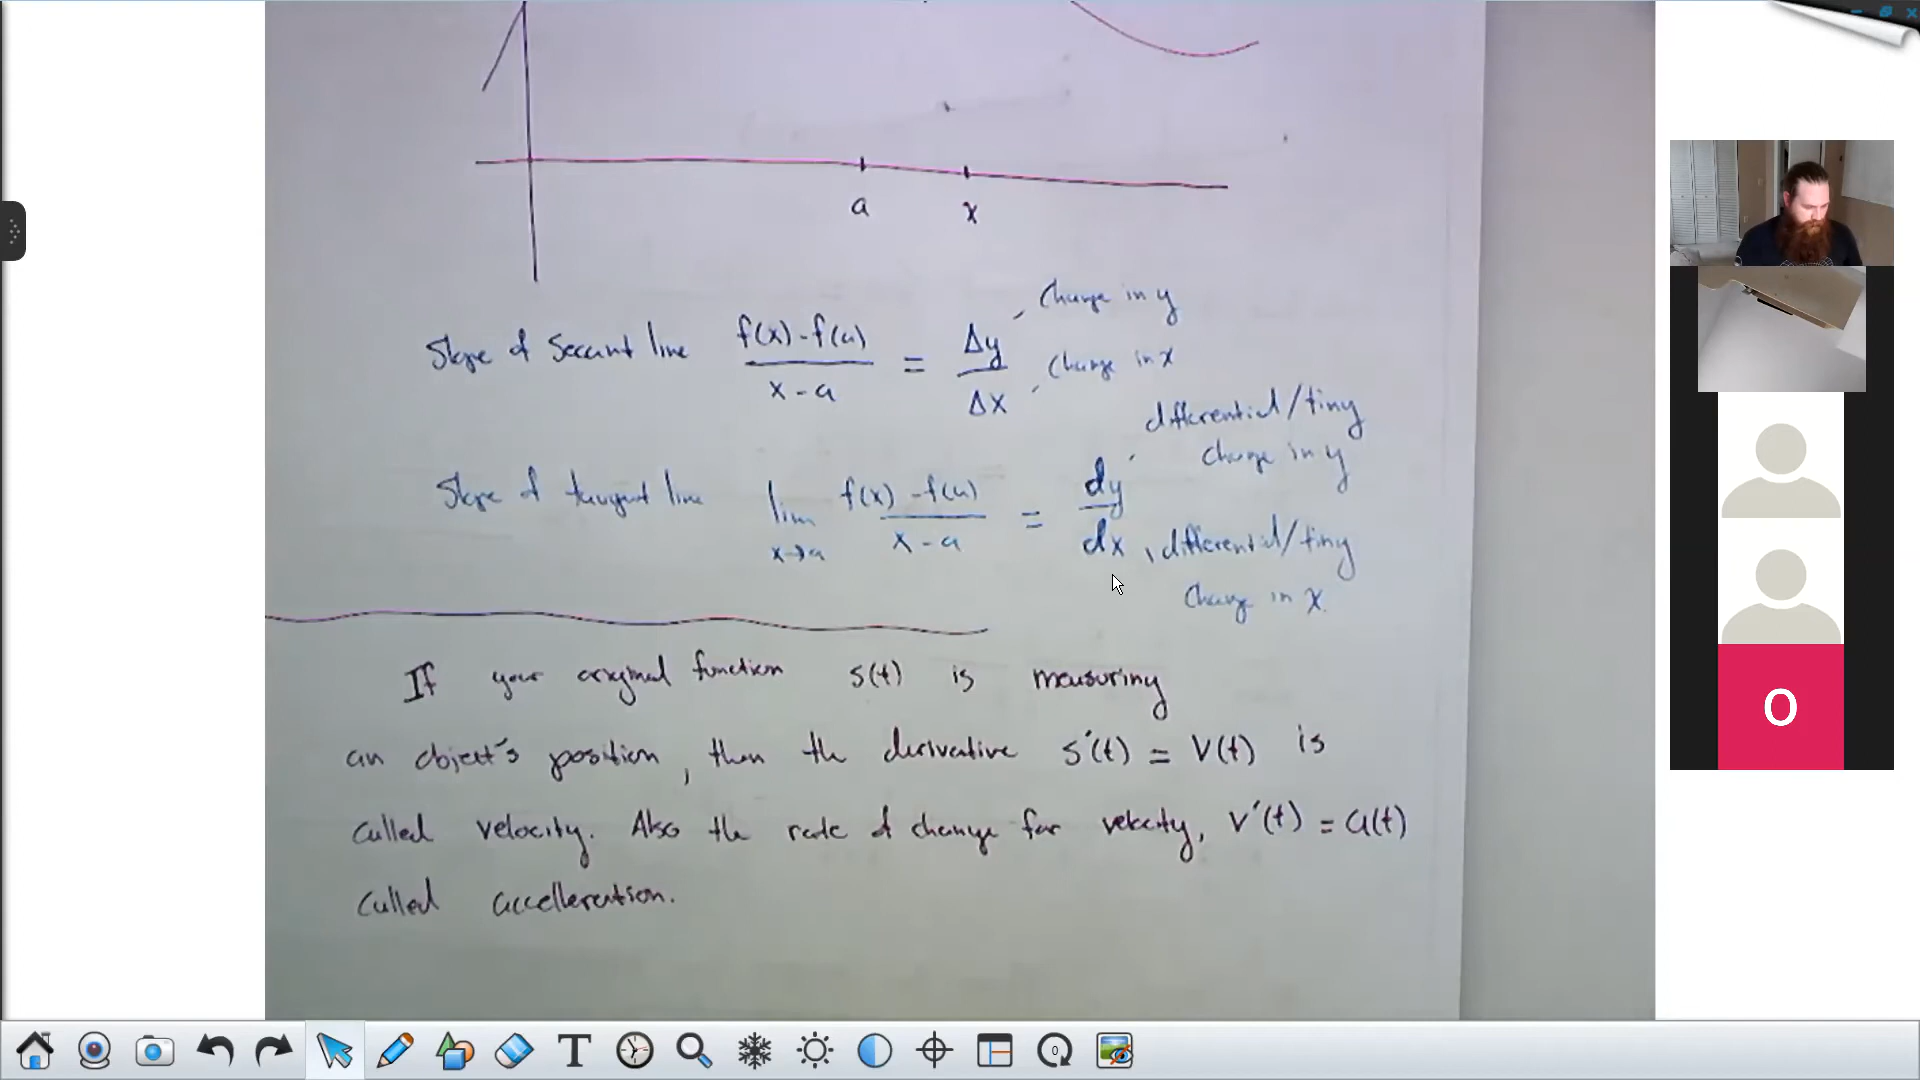 a x
Change in y
Slope of Secant line f(x) - f(a) / x - a = Δy / Δx
Change in x
differential/tiny
change in y
Slope of tangent line lim x→a f(x) - f(a) / x - a = dy / dx
differential/tiny
Change in x.
If your original function s(t) is measuring
an object's position, then the derivative s'(t) = V(t) is
called velocity. Also the rate of change for velocity, V'(t) = a(t)
called accelleration.
O
T
0